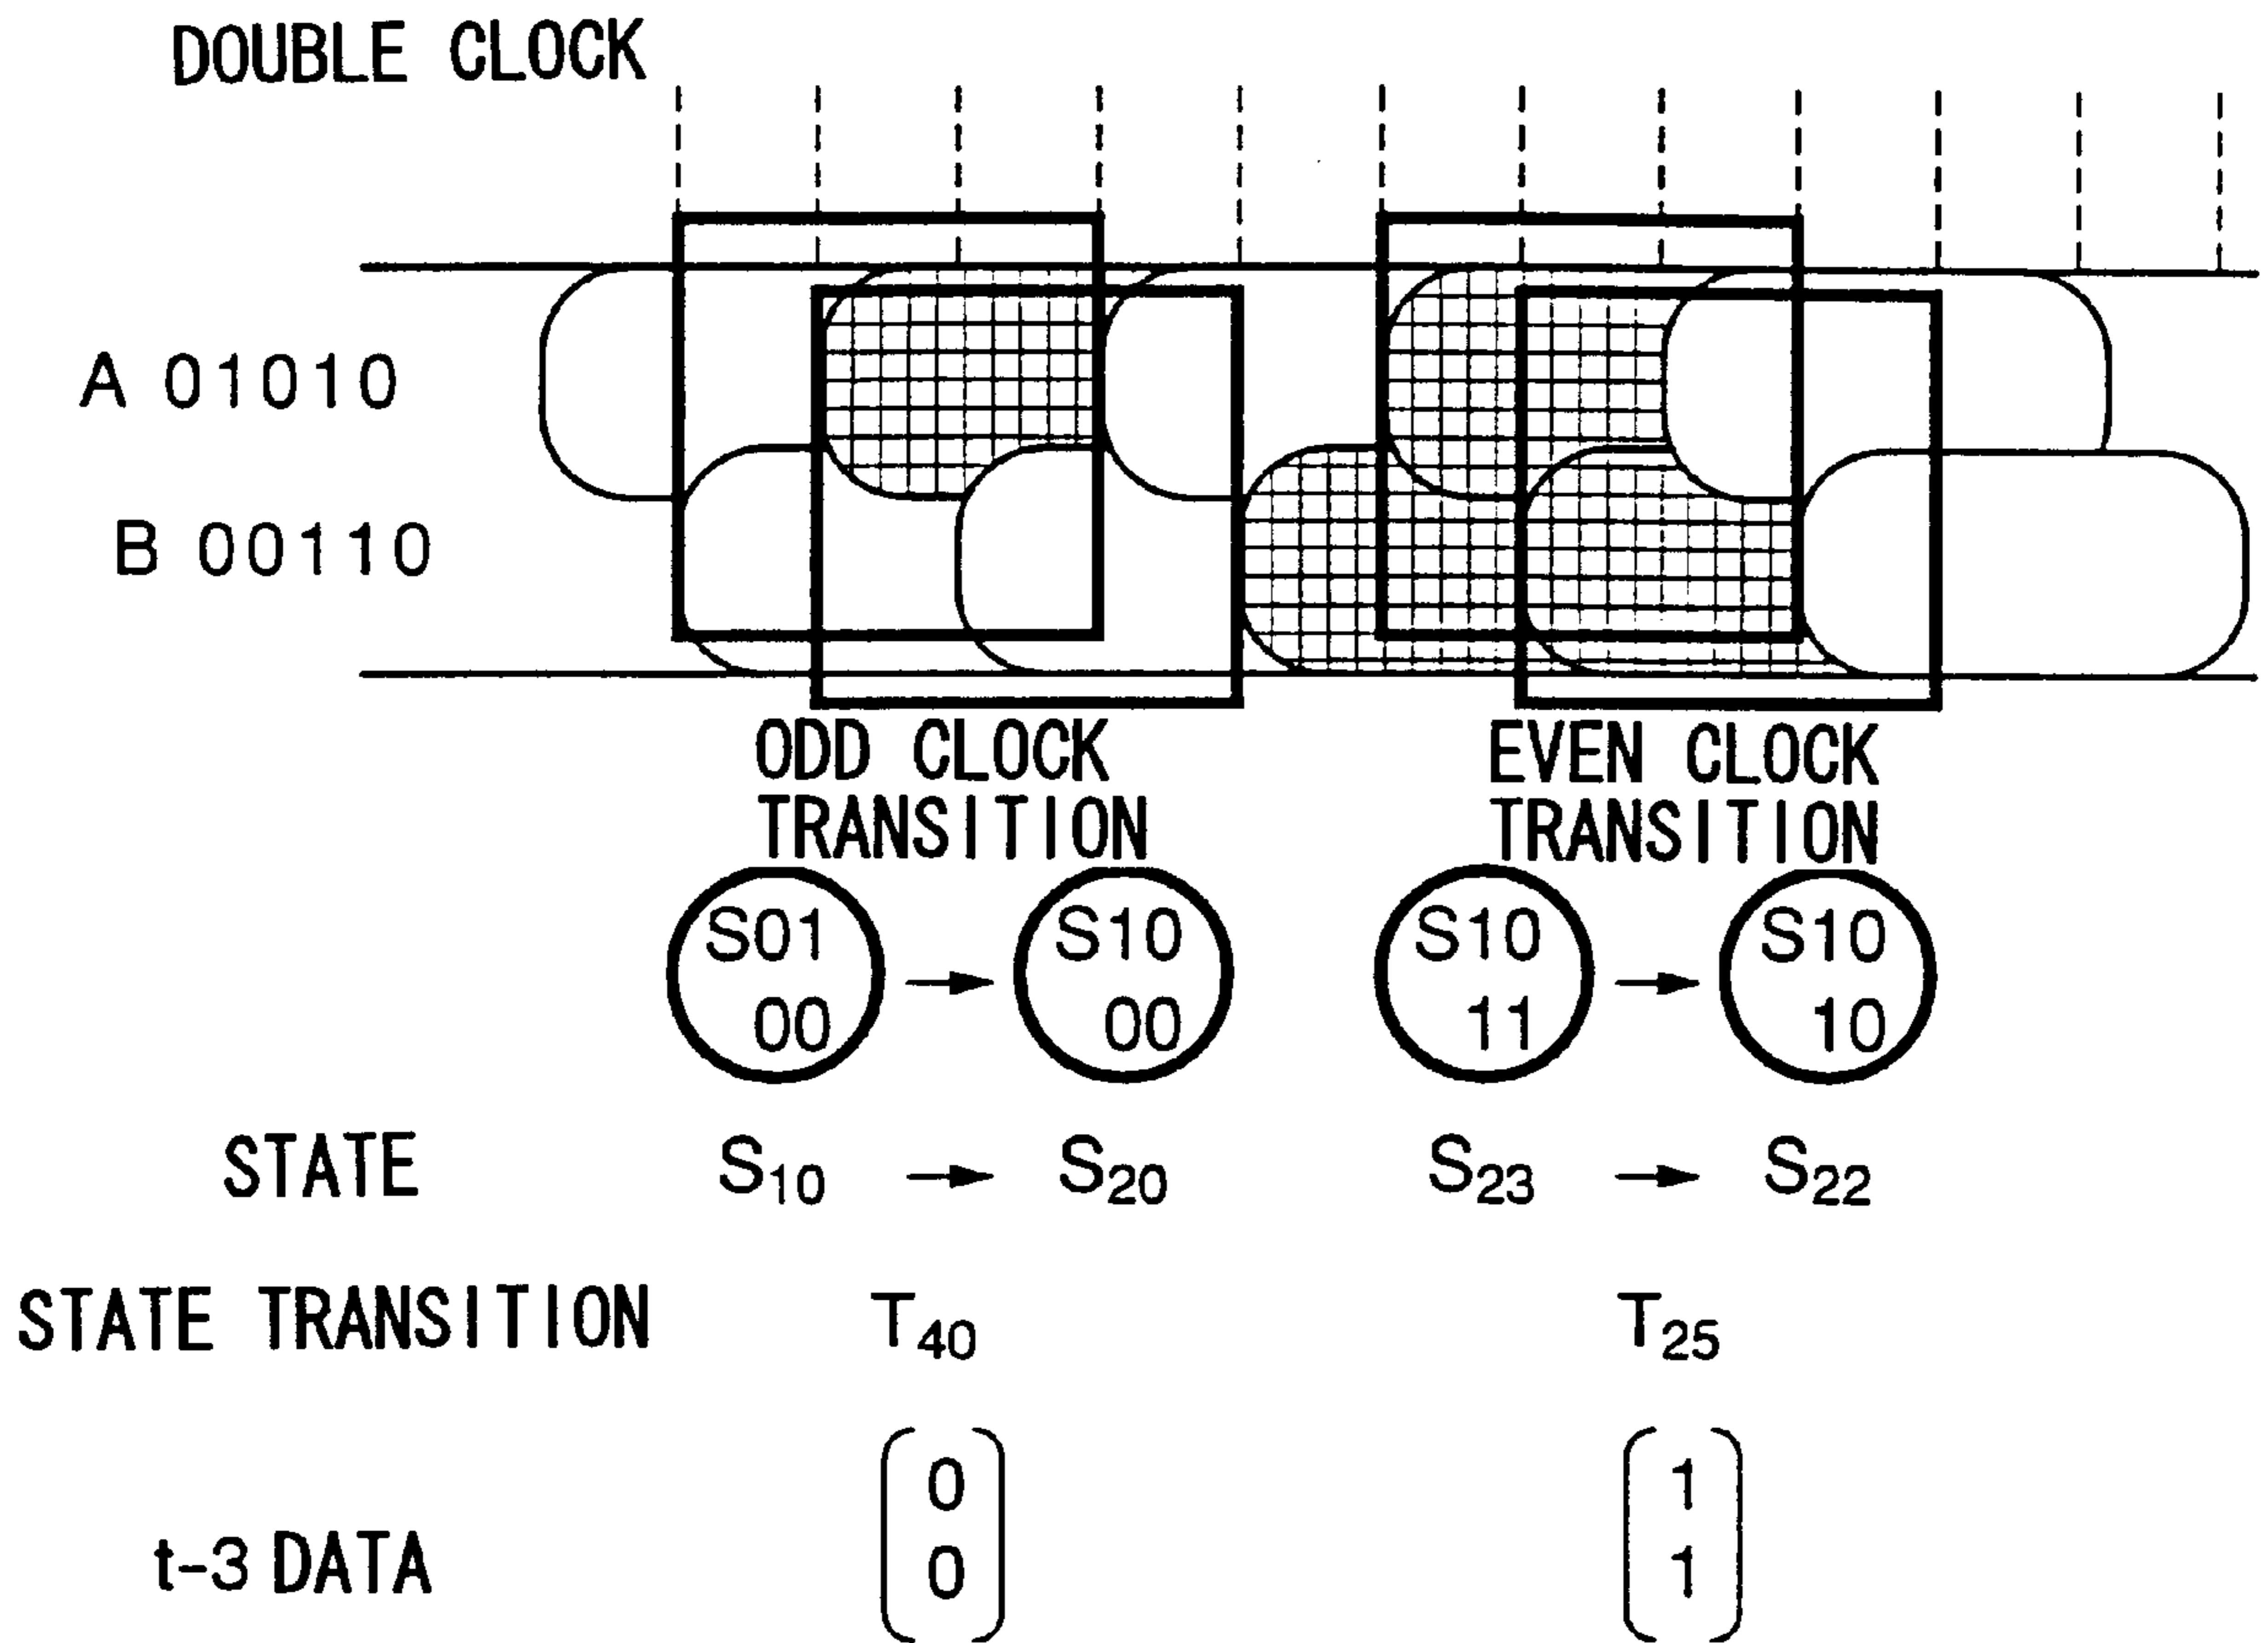 DOUBLE CLOCK
A 01010
B 00110
ODD CLOCK
TRANSITION
EVEN CLOCK
TRANSITION
S01
00
→
S10
00
S10
11
→
S10
10
STATE S₁₀ → S₂₀ S₂₃ → S₂₂
STATE TRANSITION T₄₀ T₂₅
t-3 DATA
0
0
1
1